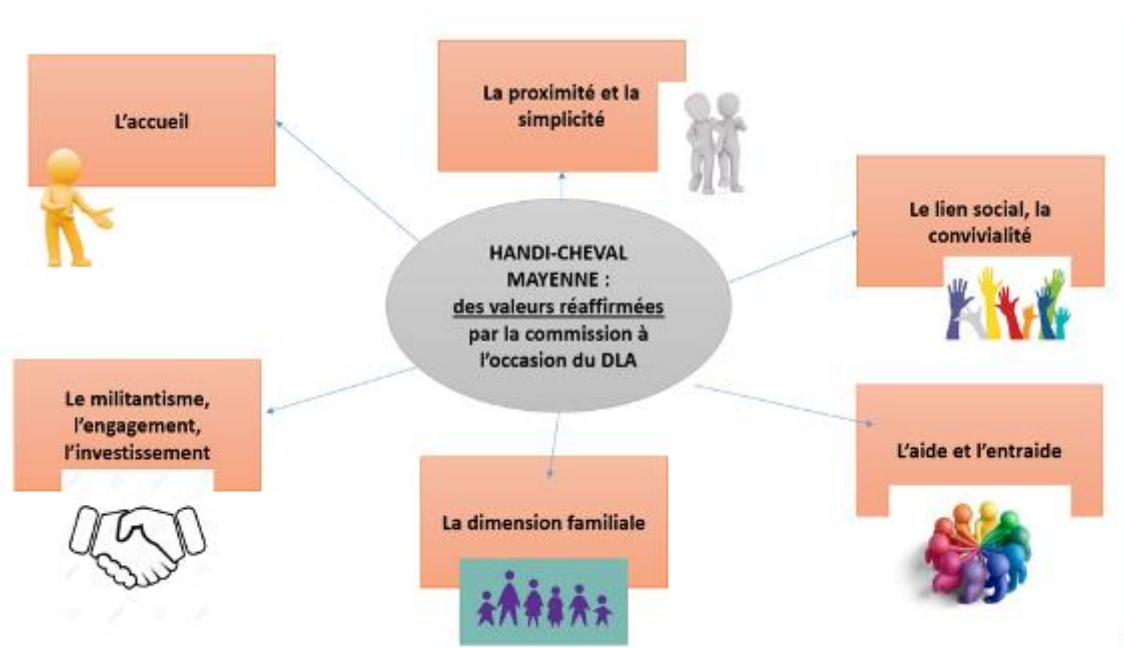 L'accueil
La proximité et la
simplicité
Le lien social, la
convivialité
HANDI-CHEVAL
MAYENNE :
des valeurs réaffirmées
par la commission à
l'occasion du DLA
Le militantisme,
l'engagement,
l'investissement
La dimension familiale
L'aide et l'entraide